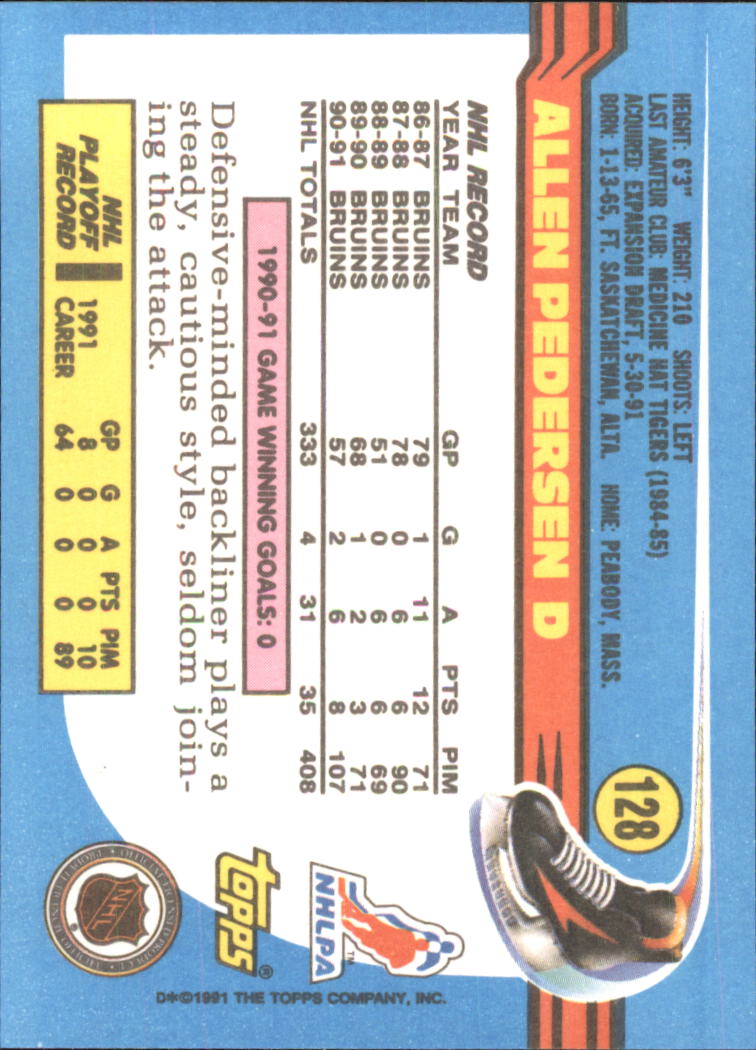 HEIGHT: 6'3" WEIGHT: 210 SHOOTS: LEFT
LAST AMATEUR CLUB: MEDICINE HAT TIGERS (1984-85)
ACQUIRED: EXPANSION DRAFT, 5-30-91
BORN: 1-13-65, FT. SASKATCHEWAN, ALTA. HOME: PEABODY, MASS.
128
ALLEN PEDERSEN D
NHL RECORD
YEAR TEAM GP G A PTS PIM
86-87 BRUINS 79 1 11 12 71
87-88 BRUINS 78 0 6 6 90
88-89 BRUINS 51 0 6 6 69
89-90 BRUINS 68 1 2 3 71
90-91 BRUINS 57 2 6 8 107
NHL TOTALS 333 4 31 35 408
1990-91 GAME WINNING GOALS: 0
Defensive-minded backliner plays a
steady, cautious style, seldom join-
ing the attack.
NHL
PLAYOFF
RECORD
GP G A PTS PIM
1991 8 0 0 0 10
CAREER 64 0 0 0 89
NHLPA
TM
topps®
NHL
®
D*©1991 THE TOPPS COMPANY, INC.